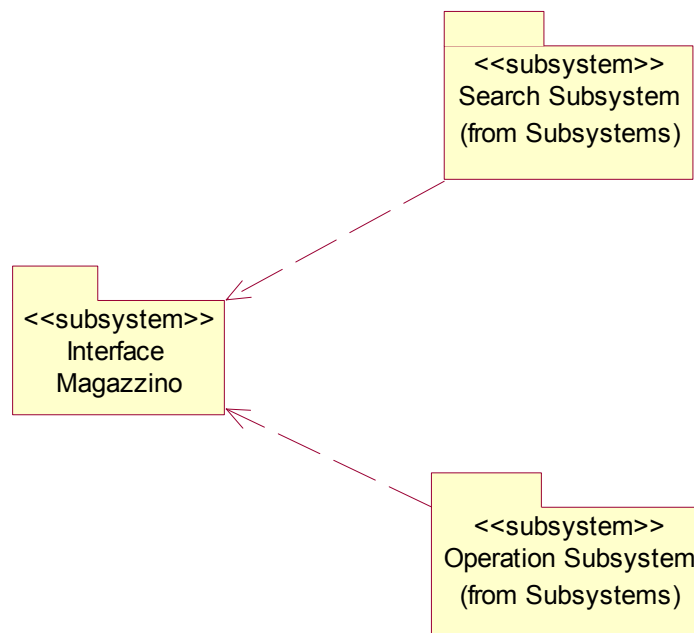 <<subsystem>>
Search Subsystem
(from Subsystems)
<<subsystem>>
Interface
Magazzino
<<subsystem>>
Operation Subsystem
(from Subsystems)